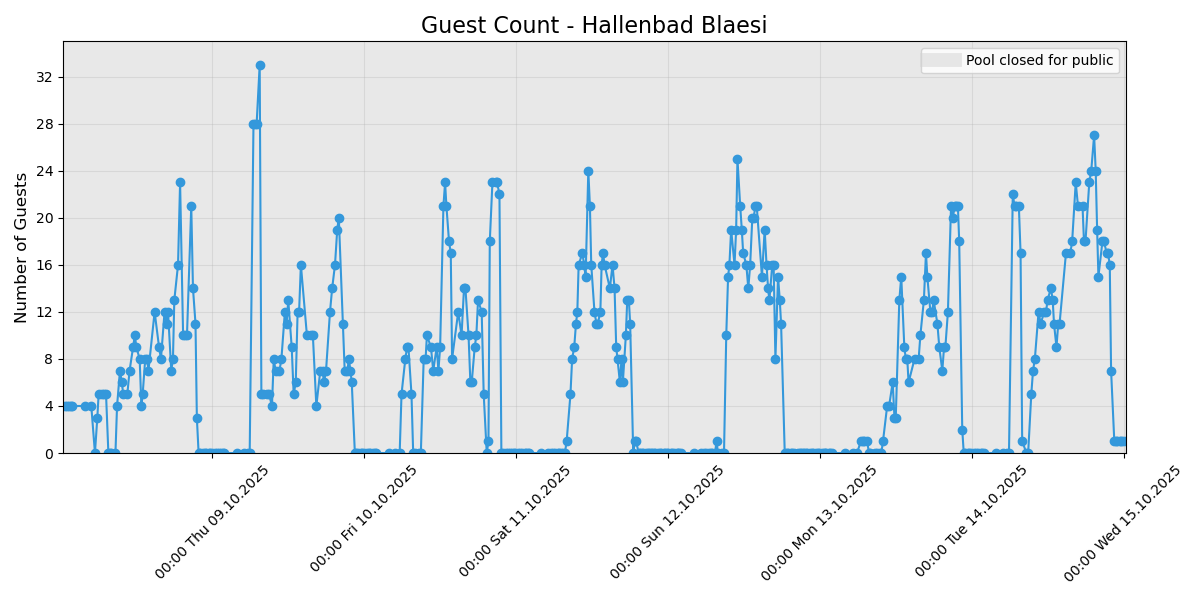 Guest Count - Hallenbad Blaesi
Pool closed for public
Number of Guests
32
28
24
20
16
12
8
4
0
00:00 Thu 09.10.2025
00:00 Fri 10.10.2025
00:00 Sat 11.10.2025
00:00 Sun 12.10.2025
00:00 Mon 13.10.2025
00:00 Tue 14.10.2025
00:00 Wed 15.10.2025